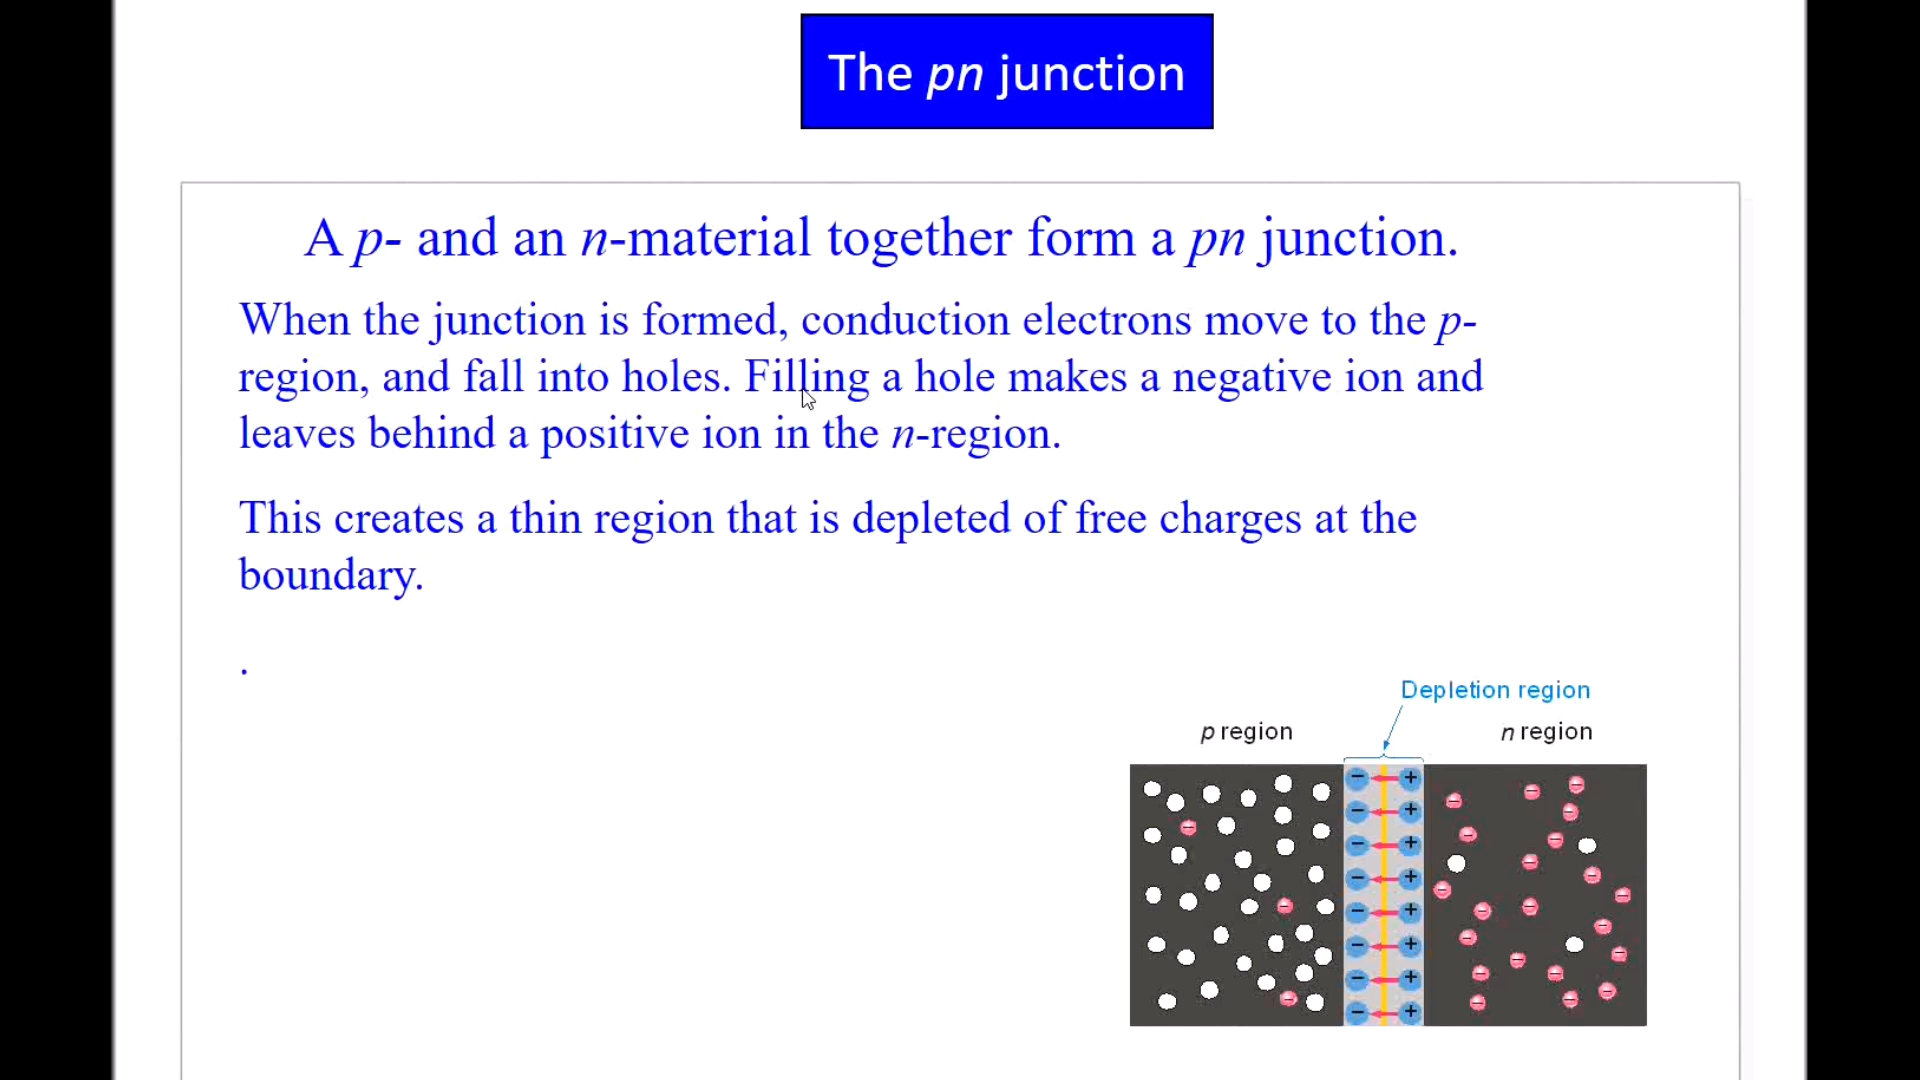 The pn junction
A p- and an n-material together form a pn junction.
When the junction is formed, conduction electrons move to the p-
region, and fall into holes. Filling a hole makes a negative ion and
leaves behind a positive ion in the n-region.
This creates a thin region that is depleted of free charges at the
boundary.
.
Depletion region
p region
n region